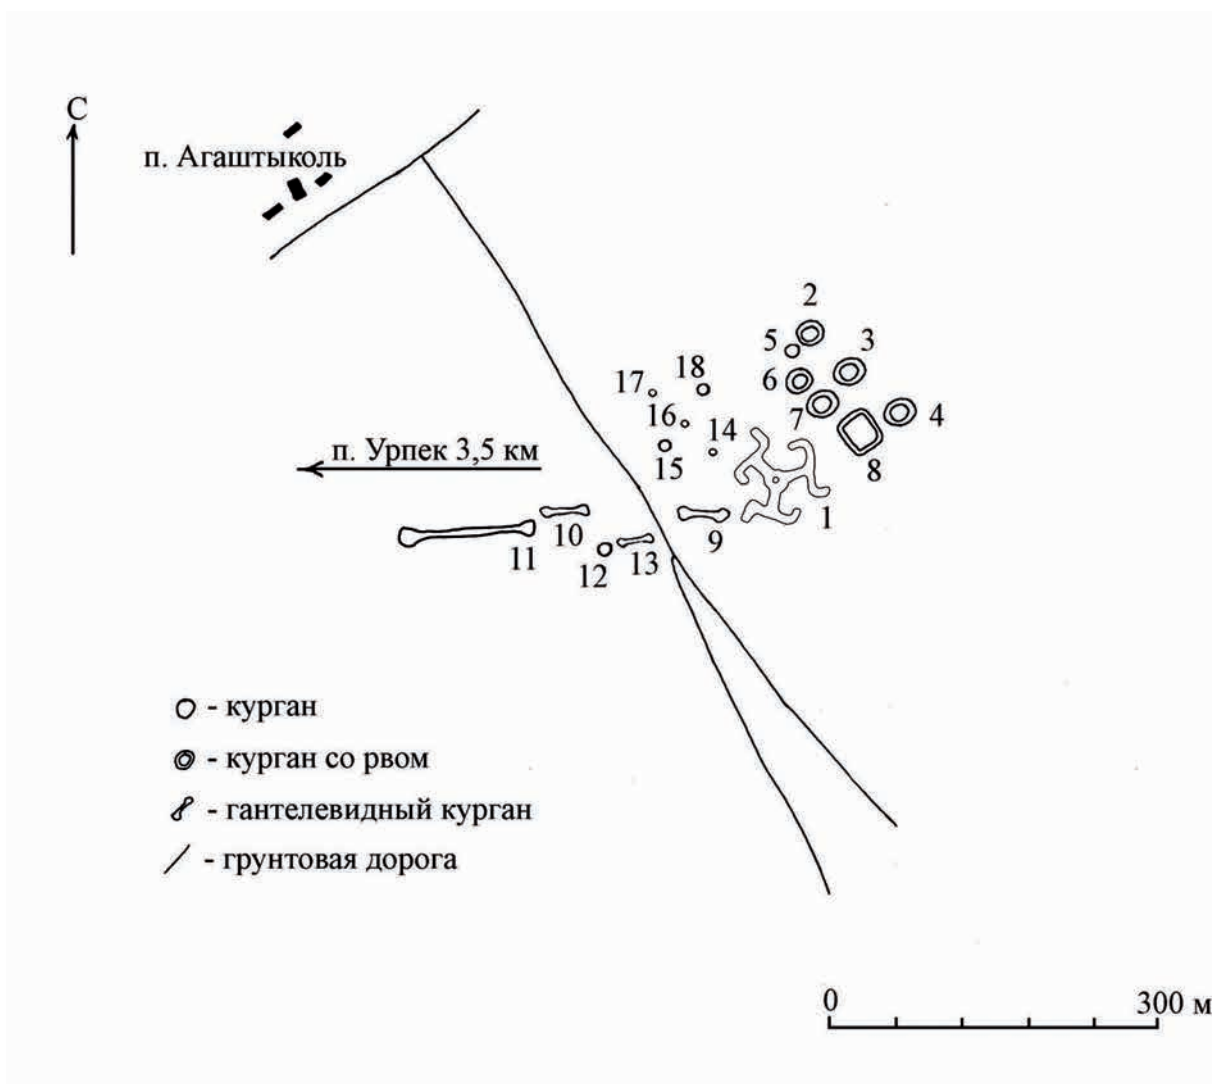 С
п. Агаштыколь
2
5
3
6
17
18
7
4
16
14
15
8
п. Урпек 3,5 км
1
10
9
11
12
13
- курган
- курган со рвом
- гантелевидный курган
- грунтовая дорога
0
300 м